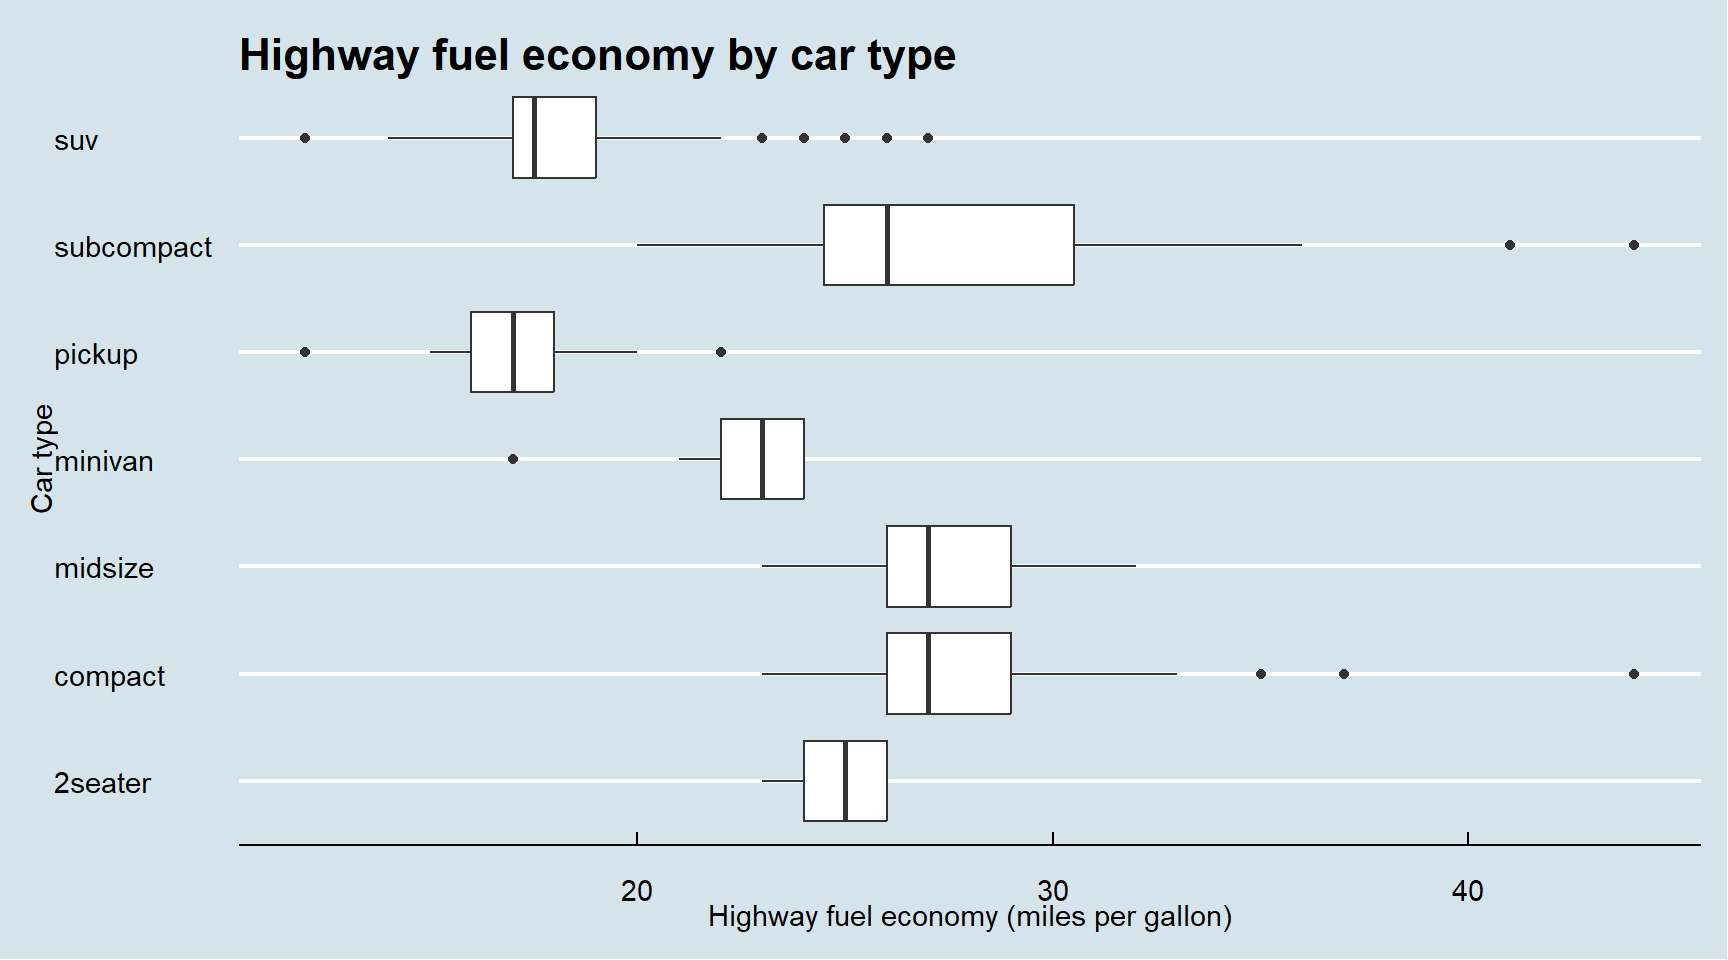 Highway fuel economy by car type
suv
subcompact
pickup
minivan
midsize
compact
2seater
Car type
20 30 40
Highway fuel economy (miles per gallon)